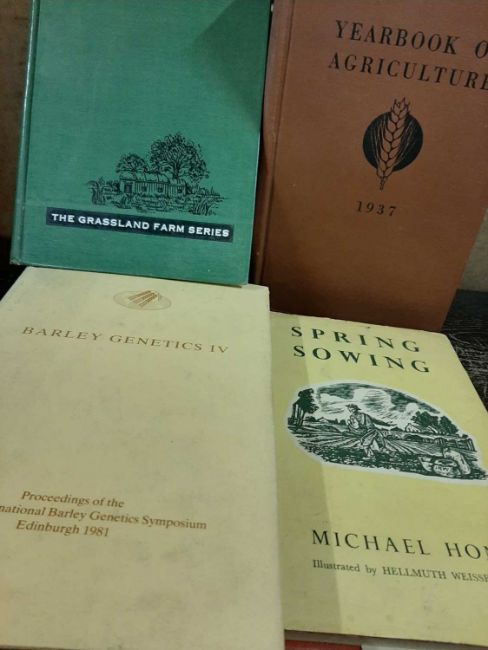 THE GRASSLAND FARM SERIES
YEARBOOK O
AGRICULTURE
1937
BARLEY GENETICS IV
Proceedings of the
national Barley Genetics Symposium
Edinburgh 1981
SPRING
SOWING
MICHAEL HO
Illustrated by HELLMUTH WEISSE